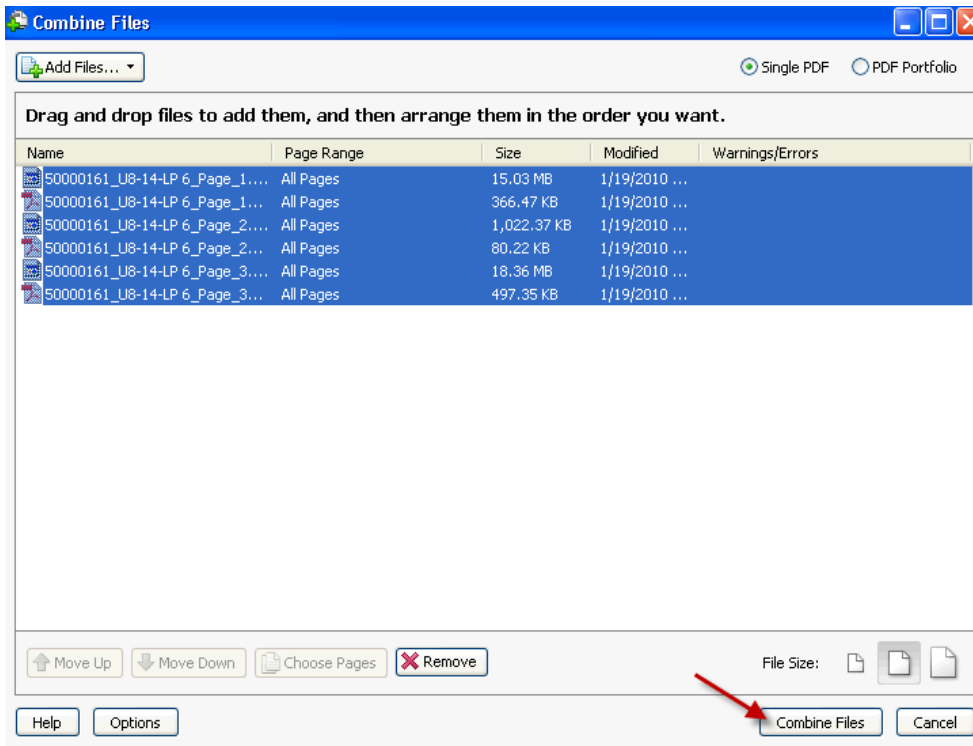 Combine Files
Add Files... Single PDF PDF Portfolio
Drag and drop files to add them, and then arrange them in the order you want.
Name Page Range Size Modified Warnings/Errors
50000161_U8-14-LP 6_Page_1.... All Pages 15.03 MB 1/19/2010 ...
50000161_U8-14-LP 6_Page_1... All Pages 366.47 KB 1/19/2010 ...
50000161_U8-14-LP 6_Page_2.... All Pages 1,022.37 KB 1/19/2010 ...
50000161_U8-14-LP 6_Page_2... All Pages 80.22 KB 1/19/2010 ...
50000161_U8-14-LP 6_Page_3.... All Pages 18.36 MB 1/19/2010 ...
50000161_U8-14-LP 6_Page_3... All Pages 497.35 KB 1/19/2010 ...
Move Up Move Down Choose Pages Remove File Size:
Help Options Combine Files Cancel